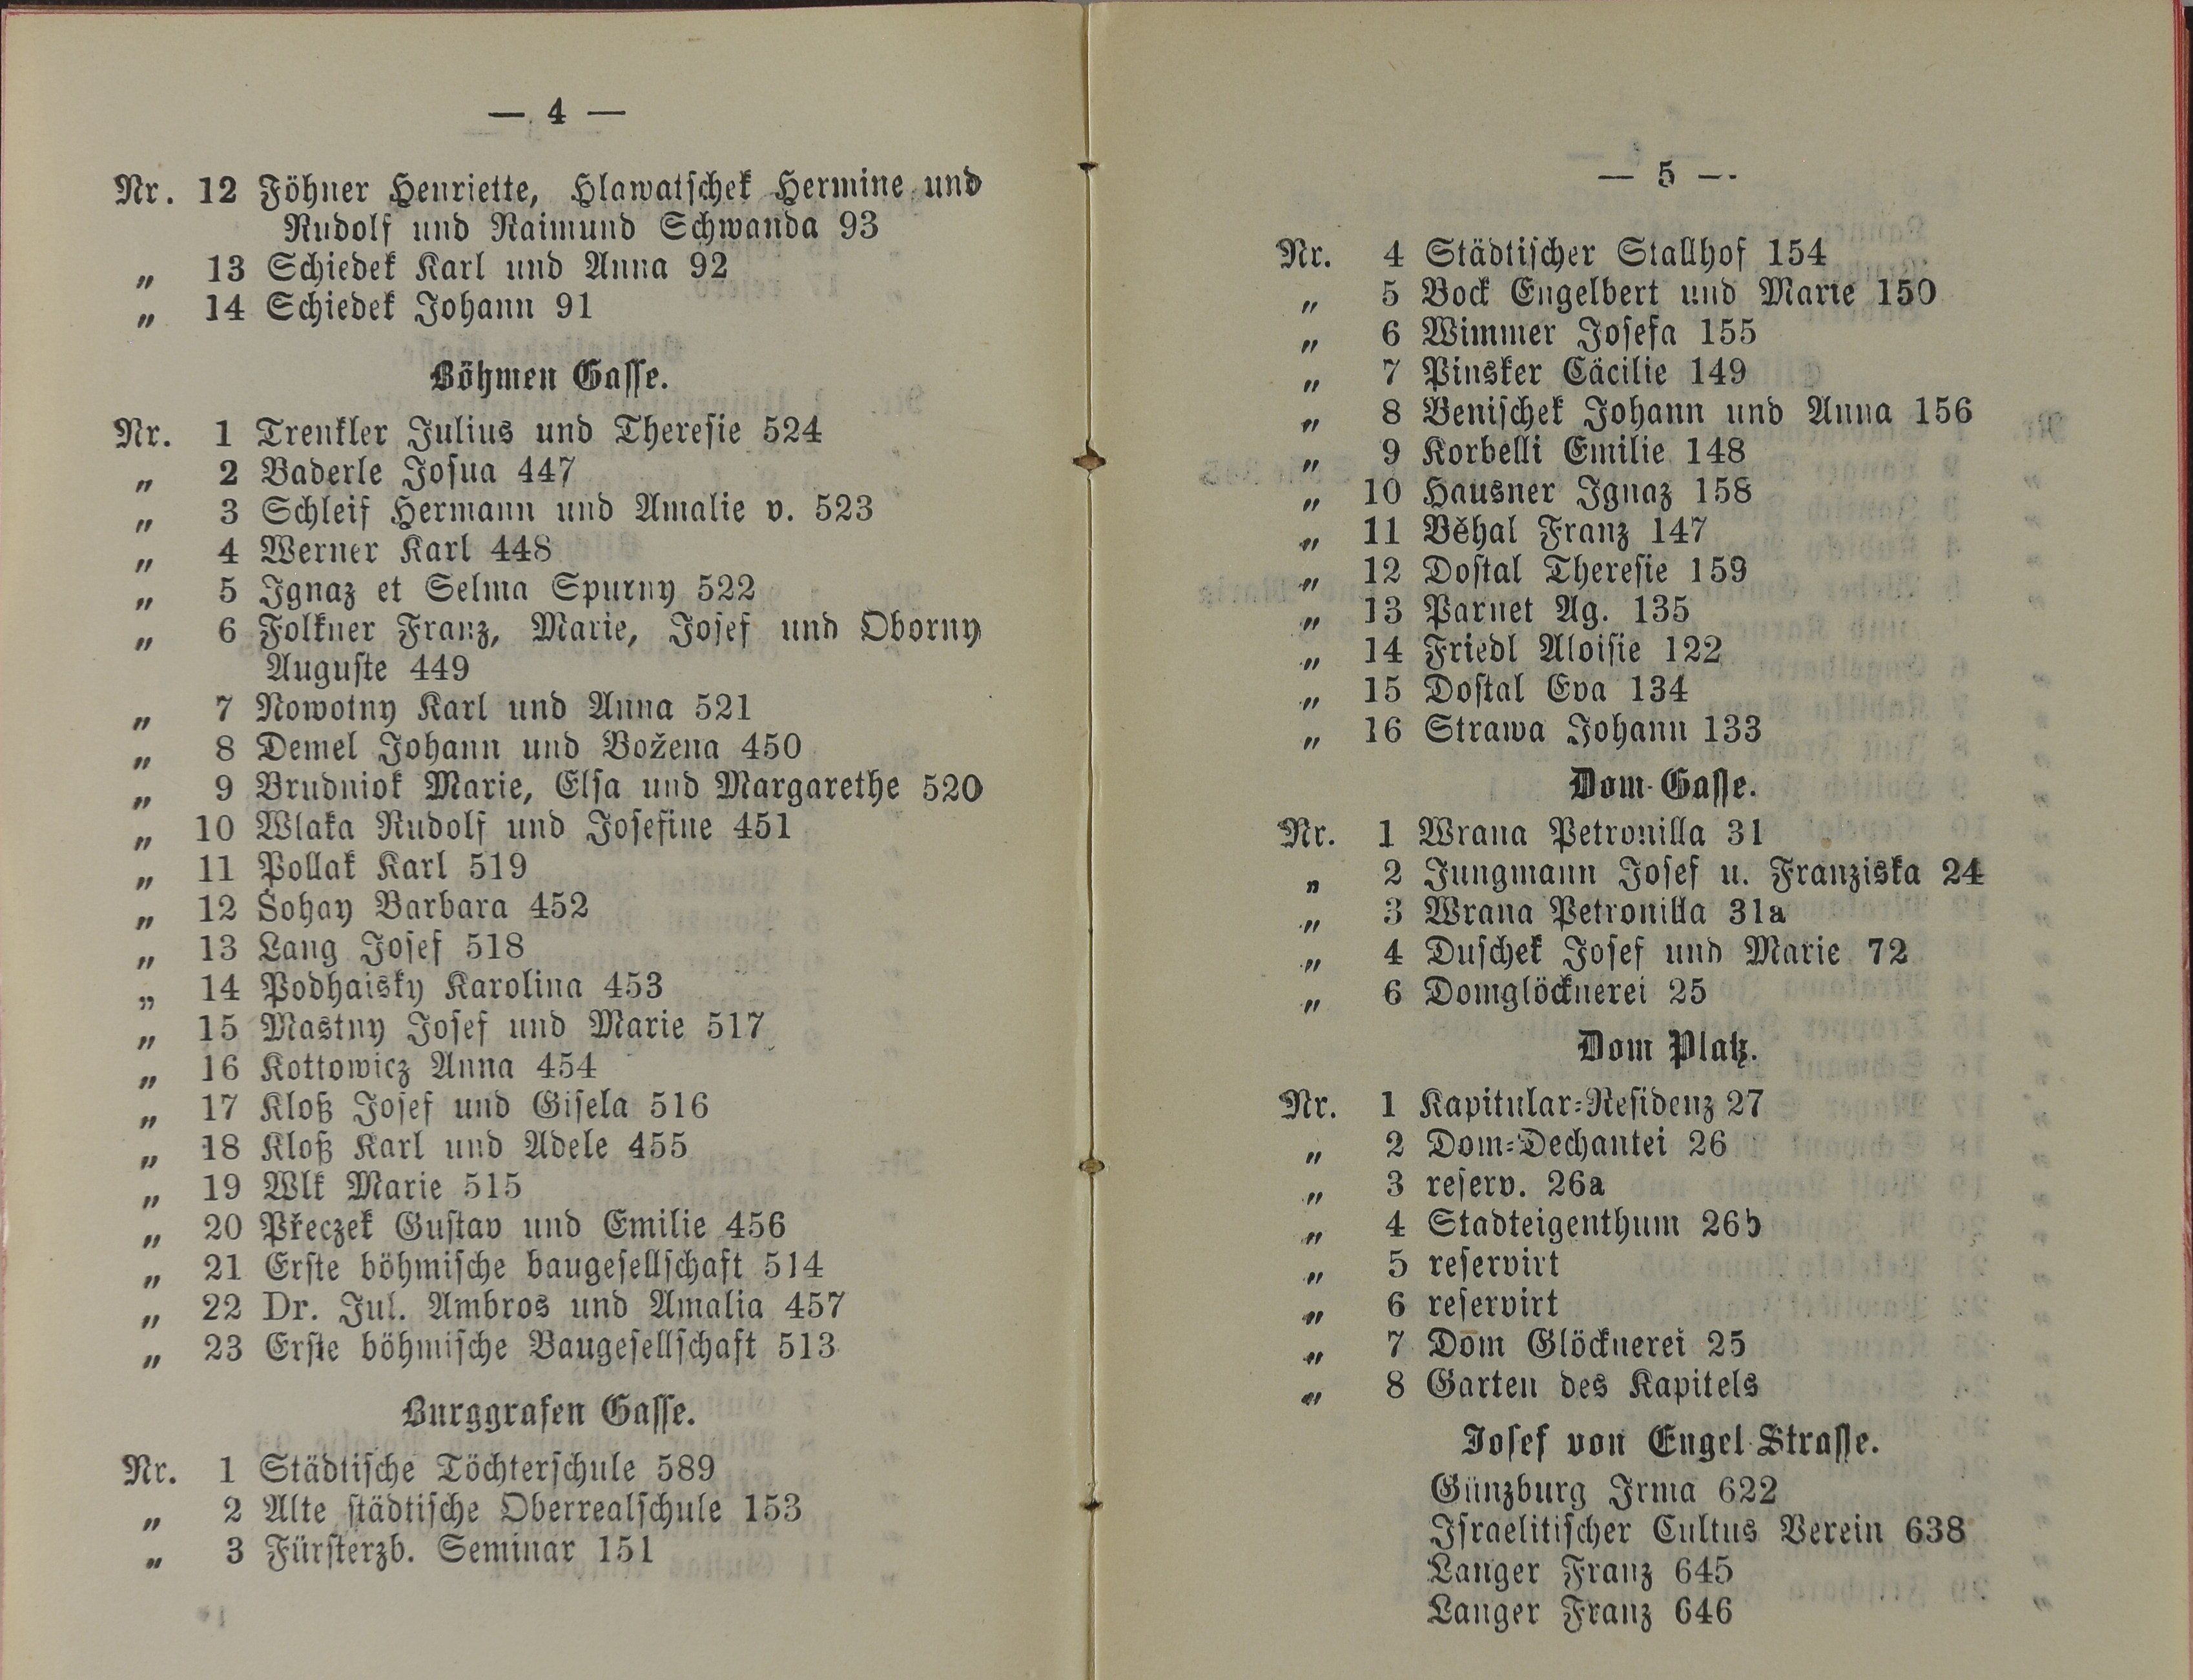 — 4 —
Nr. 12 Föhner Henriette, Hlawatschek Hermine und
Rudolf und Raimund Schwanda 93
„ 13 Schiedek Karl und Anna 92
„ 14 Schiedek Johann 91
Böhmen Gasse.
Nr. 1 Trenkler Julius und Theresie 524
„ 2 Baderle Josua 447
„ 3 Schleif Hermann und Amalie v. 523
„ 4 Werner Karl 448
„ 5 Ignaz et Selma Spurny 522
„ 6 Folkner Franz, Marie, Josef und Oborny
Auguste 449
„ 7 Nowotny Karl und Anna 521
„ 8 Demel Johann und Božena 450
„ 9 Brudniok Marie, Elsa und Margarethe 520
„ 10 Wlaka Rudolf und Josefine 451
„ 11 Pollak Karl 519
„ 12 Šohay Barbara 452
„ 13 Lang Josef 518
„ 14 Podhaisky Karolina 453
„ 15 Mastny Josef und Marie 517
„ 16 Kottowicz Anna 454
„ 17 Kloß Josef und Gisela 516
„ 18 Kloß Karl und Adele 455
„ 19 Wlk Marie 515
„ 20 Přeczek Gustav und Emilie 456
„ 21 Erste böhmische baugesellschaft 514
„ 22 Dr. Jul. Ambros und Amalia 457
„ 23 Erste böhmische Baugesellschaft 513
Burggrafen Gasse.
Nr. 1 Städtische Töchterschule 589
„ 2 Alte städtische Oberrealschule 153
„ 3 Fürsterzb. Seminar 151
— 5 —
Nr. 4 Städtischer Stallhof 154
„ 5 Bock Engelbert und Marie 150
„ 6 Wimmer Josefa 155
„ 7 Pinsker Cäcilie 149
„ 8 Benischek Johann und Anna 156
„ 9 Korbelli Emilie 148
„ 10 Hausner Ignaz 158
„ 11 Běhal Franz 147
„ 12 Dostal Theresie 159
„ 13 Parnet Ag. 135
„ 14 Friedl Aloisie 122
„ 15 Dostal Eva 134
„ 16 Strawa Johann 133
Dom-Gasse.
Nr. 1 Wrana Petronilla 31
„ 2 Jungmann Josef u. Franziska 24
„ 3 Wrana Petronilla 31a
„ 4 Duschek Josef und Marie 72
„ 6 Domglöcknerei 25
Dom Platz.
Nr. 1 Kapitular-Residenz 27
„ 2 Dom-Dechantei 26
„ 3 reserv. 26a
„ 4 Stadteigenthum 26b
„ 5 reservirt
„ 6 reservirt
„ 7 Dom Glöcknerei 25
„ 8 Garten des Kapitels
Josef von Engel-Strasse.
Günzburg Irma 622
Israelitischer Cultus Verein 638
Langer Franz 645
Langer Franz 646